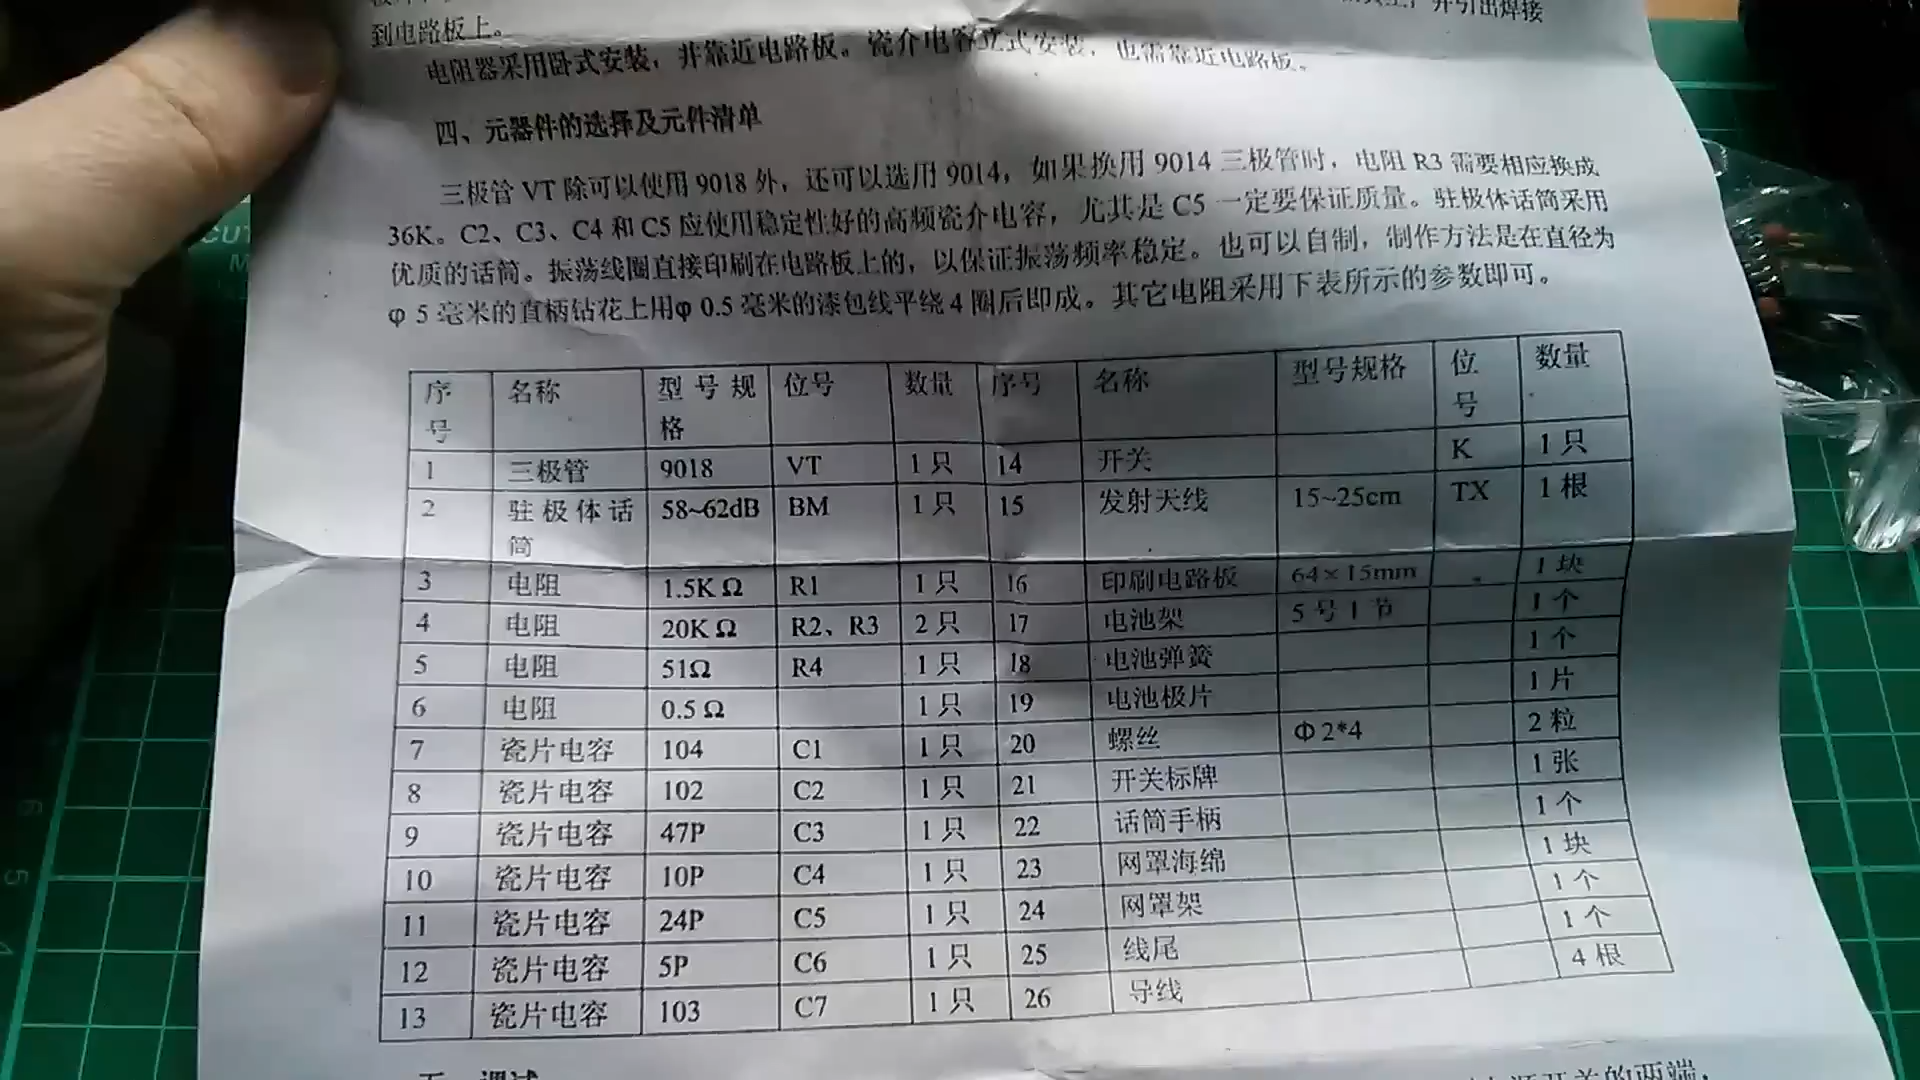 到电路板上。
并引出焊接
电阻器采用卧式安装，并靠近电路板。瓷介电容立式安装，也需靠近电路板。
四、元器件的选择及元件清单
三极管 VT 除可以使用 9018 外，还可以选用 9014，如果换用 9014 三极管时，电阻 R3 需要相应换成
36K。C2、C3、C4 和 C5 应使用稳定性好的高频瓷介电容，尤其是 C5 一定要保证质量。驻极体话筒采用
优质的话筒。振荡线圈直接印刷在电路板上的，以保证振荡频率稳定。也可以自制，制作方法是在直径为
φ 5 毫米的直柄钻花上用φ 0.5 毫米的漆包线平绕 4 圈后即成。其它电阻采用下表所示的参数即可。
序号 名称 型号规格 位号 数量 序号 名称 型号规格 位号 数量
1 三极管 9018 VT 1 只 14 开关 K 1 只
2 驻极体话筒 58~62dB BM 1 只 15 发射天线 15~25cm TX 1 根
3 电阻 1.5K Ω R1 1 只 16 印刷电路板 64×15mm 1 块
4 电阻 20K Ω R2、R3 2 只 17 电池架 5 号 1 节 1 个
5 电阻 51Ω R4 1 只 18 电池弹簧 1 个
6 电阻 0.5 Ω 1 只 19 电池极片 1 片
7 瓷片电容 104 C1 1 只 20 螺丝 Φ 2*4 2 粒
8 瓷片电容 102 C2 1 只 21 开关标牌 1 张
9 瓷片电容 47P C3 1 只 22 话筒手柄 1 个
10 瓷片电容 10P C4 1 只 23 网罩海绵 1 块
11 瓷片电容 24P C5 1 只 24 网罩架 1 个
12 瓷片电容 5P C6 1 只 25 线尾 1 个
13 瓷片电容 103 C7 1 只 26 导线 4 根
五、调试
源开关的两端，